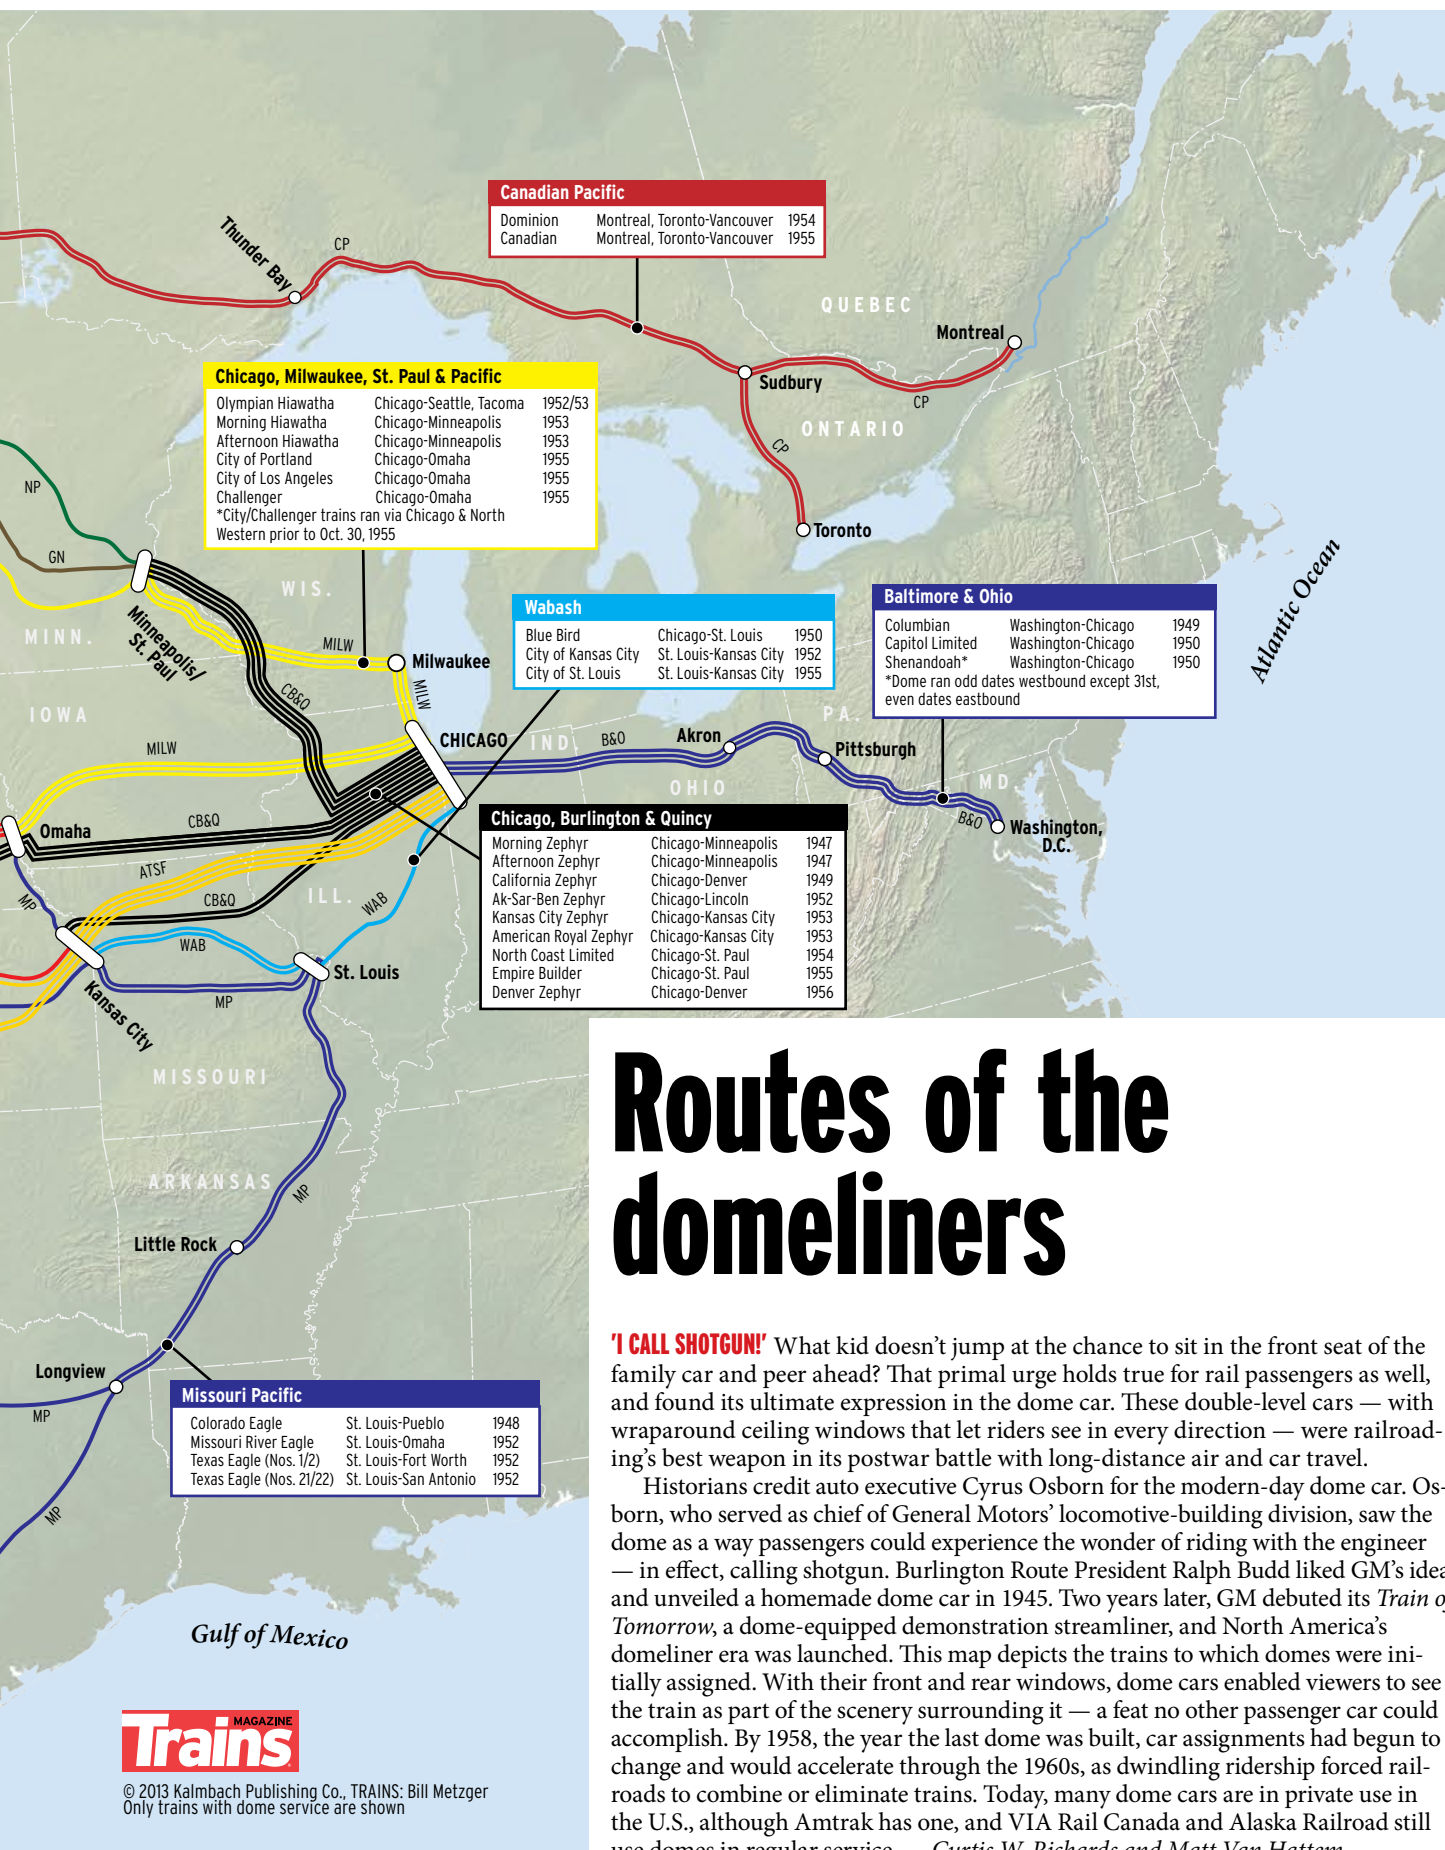 Canadian Pacific
Dominion Montreal, Toronto-Vancouver 1954
Canadian Montreal, Toronto-Vancouver 1955
Thunder Bay
CP
QUEBEC
Montreal
Sudbury
CP
ONTARIO
CP
Toronto
Chicago, Milwaukee, St. Paul & Pacific
Olympian Hiawatha Chicago-Seattle, Tacoma 1952/53
Morning Hiawatha Chicago-Minneapolis 1953
Afternoon Hiawatha Chicago-Minneapolis 1953
City of Portland Chicago-Omaha 1955
City of Los Angeles Chicago-Omaha 1955
Challenger Chicago-Omaha 1955
*City/Challenger trains ran via Chicago & North
Western prior to Oct. 30, 1955
NP
GN
WIS.
MINN.
Minneapolis/
St. Paul
MILW
Milwaukee
MILW
CB&Q
IOWA
MILW
CHICAGO
IND.
B&O
Akron
OHIO
PA.
Pittsburgh
MD.
B&O
Washington,
D.C.
Atlantic Ocean
Wabash
Blue Bird Chicago-St. Louis 1950
City of Kansas City St. Louis-Kansas City 1952
City of St. Louis St. Louis-Kansas City 1955
Baltimore & Ohio
Columbian Washington-Chicago 1949
Capitol Limited Washington-Chicago 1950
Shenandoah* Washington-Chicago 1950
*Dome ran odd dates westbound except 31st,
even dates eastbound
Omaha
CB&Q
ATSF
MP
CB&Q
ILL.
WAB
WAB
St. Louis
MP
Kansas City
Chicago, Burlington & Quincy
Morning Zephyr Chicago-Minneapolis 1947
Afternoon Zephyr Chicago-Minneapolis 1947
California Zephyr Chicago-Denver 1949
Ak-Sar-Ben Zephyr Chicago-Lincoln 1952
Kansas City Zephyr Chicago-Kansas City 1953
American Royal Zephyr Chicago-Kansas City 1953
North Coast Limited Chicago-St. Paul 1954
Empire Builder Chicago-St. Paul 1955
Denver Zephyr Chicago-Denver 1956
MISSOURI
ARKANSAS
MP
Little Rock
Longview
MP
MP
Missouri Pacific
Colorado Eagle St. Louis-Pueblo 1948
Missouri River Eagle St. Louis-Omaha 1952
Texas Eagle (Nos. 1/2) St. Louis-Fort Worth 1952
Texas Eagle (Nos. 21/22) St. Louis-San Antonio 1952
Gulf of Mexico
Trains
MAGAZINE
© 2013 Kalmbach Publishing Co., TRAINS: Bill Metzger
Only trains with dome service are shown
Routes of the
domeliners
'I CALL SHOTGUN!' What kid doesn't jump at the chance to sit in the front seat of the
family car and peer ahead? That primal urge holds true for rail passengers as well,
and found its ultimate expression in the dome car. These double-level cars — with
wraparound ceiling windows that let riders see in every direction — were railroad-
ing's best weapon in its postwar battle with long-distance air and car travel.
Historians credit auto executive Cyrus Osborn for the modern-day dome car. Os-
born, who served as chief of General Motors' locomotive-building division, saw the
dome as a way passengers could experience the wonder of riding with the engineer
— in effect, calling shotgun. Burlington Route President Ralph Budd liked GM's idea
and unveiled a homemade dome car in 1945. Two years later, GM debuted its Train of
Tomorrow, a dome-equipped demonstration streamliner, and North America's
domeliner era was launched. This map depicts the trains to which domes were ini-
tially assigned. With their front and rear windows, dome cars enabled viewers to see
the train as part of the scenery surrounding it — a feat no other passenger car could
accomplish. By 1958, the year the last dome was built, car assignments had begun to
change and would accelerate through the 1960s, as dwindling ridership forced rail-
roads to combine or eliminate trains. Today, many dome cars are in private use in
the U.S., although Amtrak has one, and VIA Rail Canada and Alaska Railroad still
use domes in regular service. — Curtis W. Richards and Matt Van Hattem